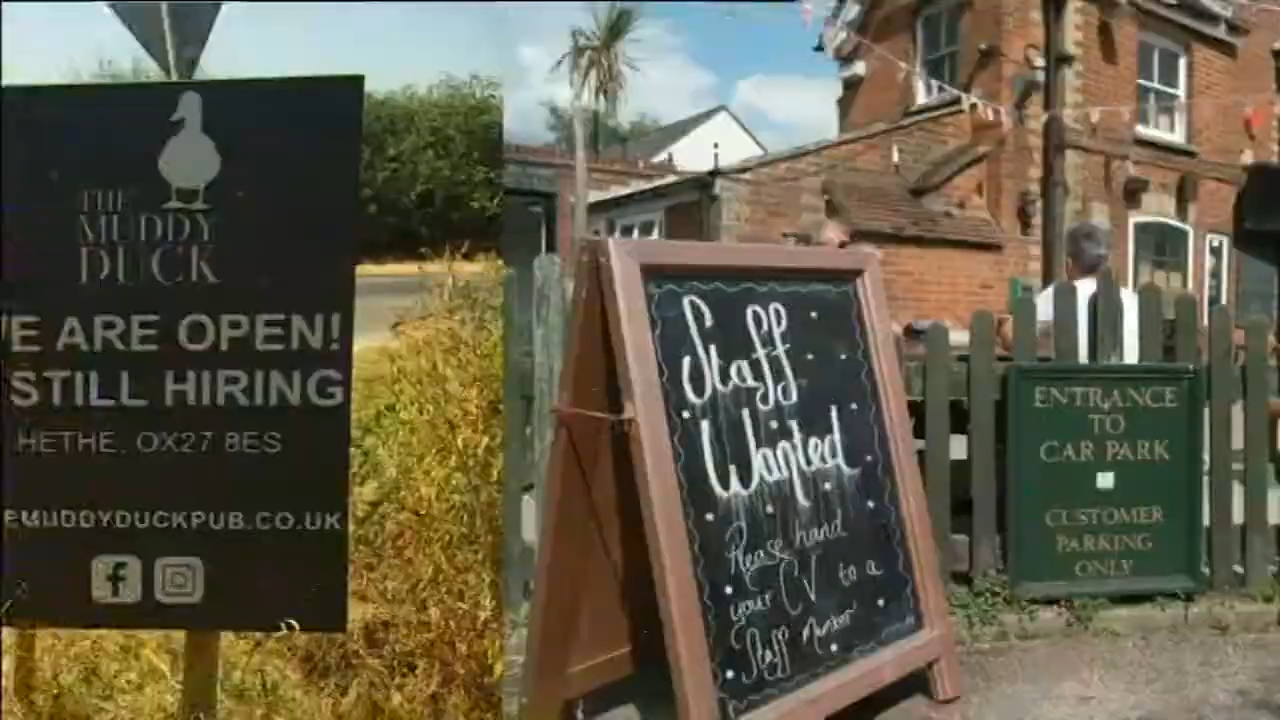 THE
MUDDY
DUCK
E ARE OPEN!
STILL HIRING
HETHE, OX27 8ES
EMUDDYDUCKPUB.CO.UK
f
Staff
Wanted
Please hand
your CV to a
Staff Member
ENTRANCE
TO
CAR PARK
CUSTOMER
PARKING
ONLY